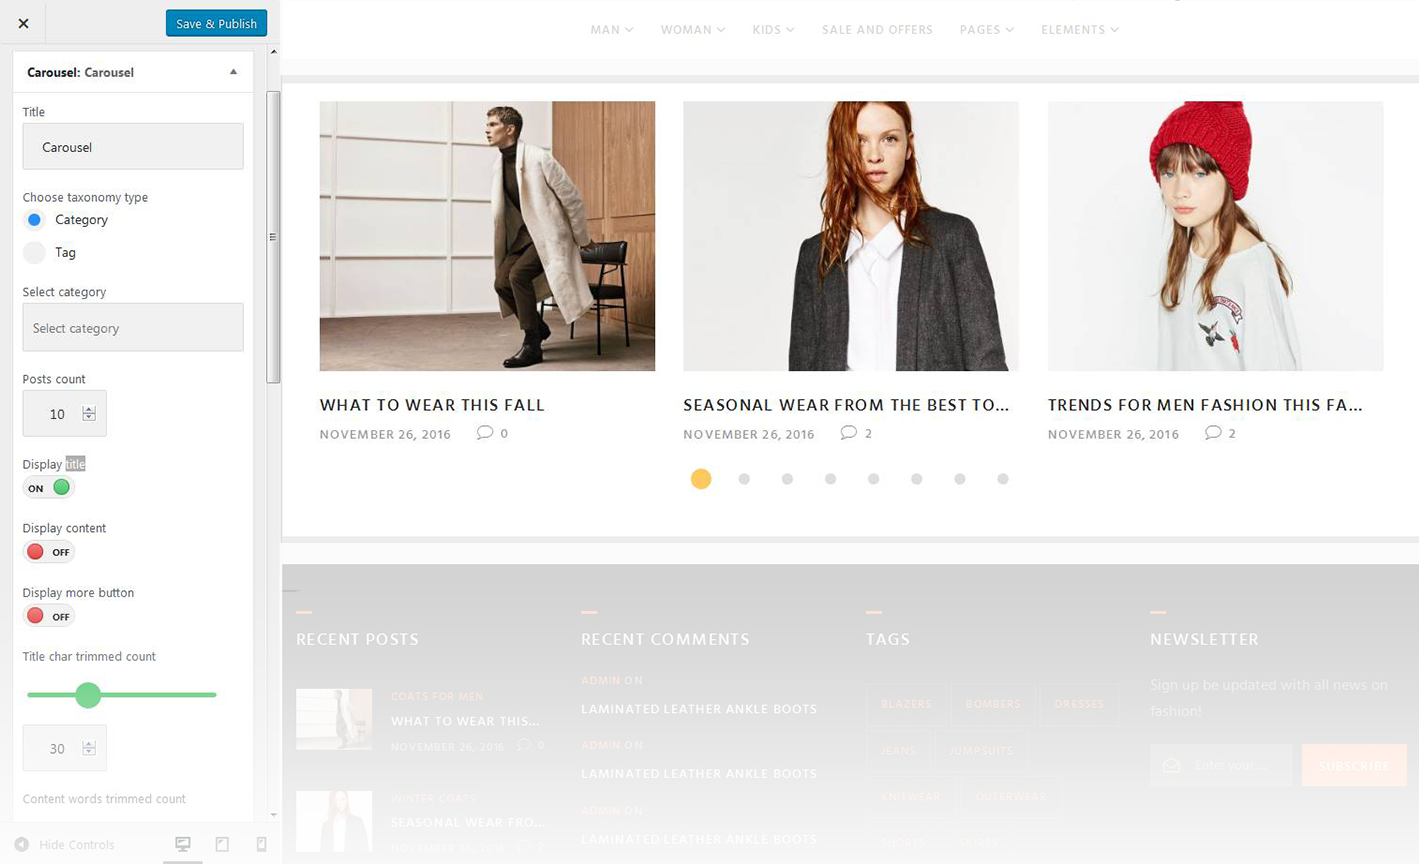 Save & Publish
Carousel: Carousel
Title
Carousel
Choose taxonomy type
Category
Tag
Select category
Select category
Posts count
10
Display title
ON
Display content
OFF
Display more button
OFF
Title char trimmed count
30
Content words trimmed count
Hide Controls
MAN WOMAN KIDS SALE AND OFFERS PAGES ELEMENTS
WHAT TO WEAR THIS FALL
NOVEMBER 26, 2016 0
SEASONAL WEAR FROM THE BEST TO...
NOVEMBER 26, 2016 2
TRENDS FOR MEN FASHION THIS FA...
NOVEMBER 26, 2016 2
RECENT POSTS
COATS FOR MEN
WHAT TO WEAR THIS...
NOVEMBER 26, 2016 0
WINTER COATS
SEASONAL WEAR FRO...
RECENT COMMENTS
ADMIN ON
LAMINATED LEATHER ANKLE BOOTS
ADMIN ON
LAMINATED LEATHER ANKLE BOOTS
ADMIN ON
LAMINATED LEATHER ANKLE BOOTS
TAGS
BLAZERS BOMBERS DRESSES
JEANS JUMPSUITS
KNITWEAR OUTERWEAR
NEWSLETTER
Sign up be updated with all news on
fashion!
Enter your
SUBSCRIBE